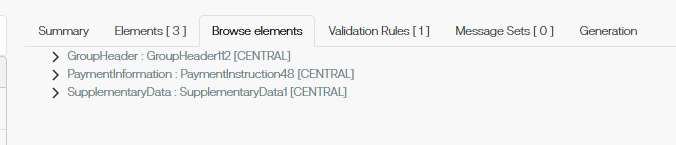 Summary Elements [ 3 ] Browse elements Validation Rules [ 1 ] Message Sets [ 0 ] Generation
GroupHeader : GroupHeader112 [CENTRAL]
PaymentInformation : PaymentInstruction48 [CENTRAL]
SupplementaryData : SupplementaryData1 [CENTRAL]